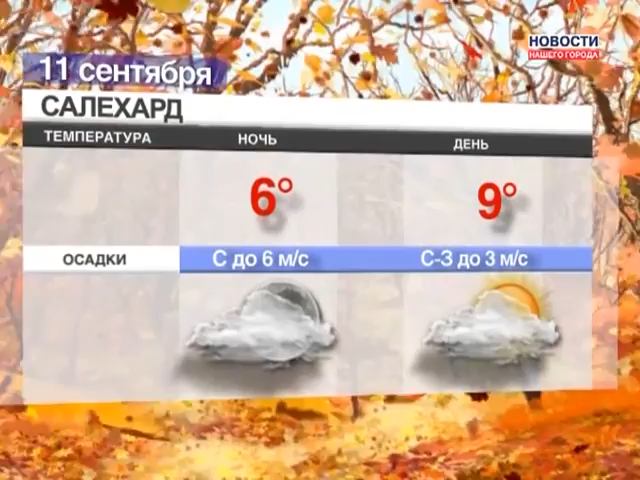 НОВОСТИ
НАШЕГО ГОРОДА
11 сентября
САЛЕХАРД
ТЕМПЕРАТУРА НОЧЬ ДЕНЬ
6° 9°
ОСАДКИ С до 6 м/с С-З до 3 м/с